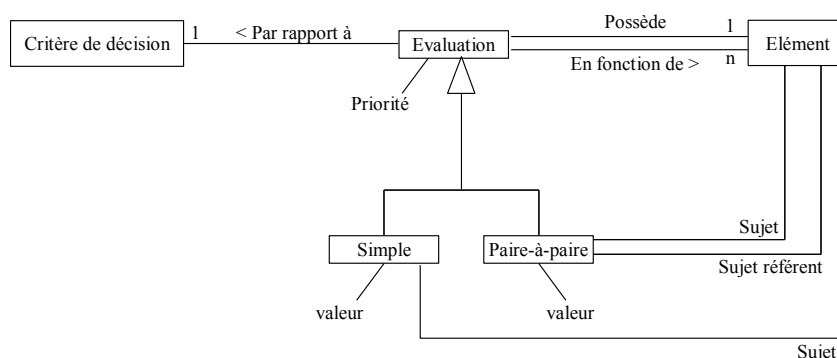 Critère de décision
1
< Par rapport à
Evaluation
Possède
1
Elément
En fonction de >
n
Priorité
Sujet
Simple
Paire-à-paire
Sujet référent
valeur
valeur
Sujet